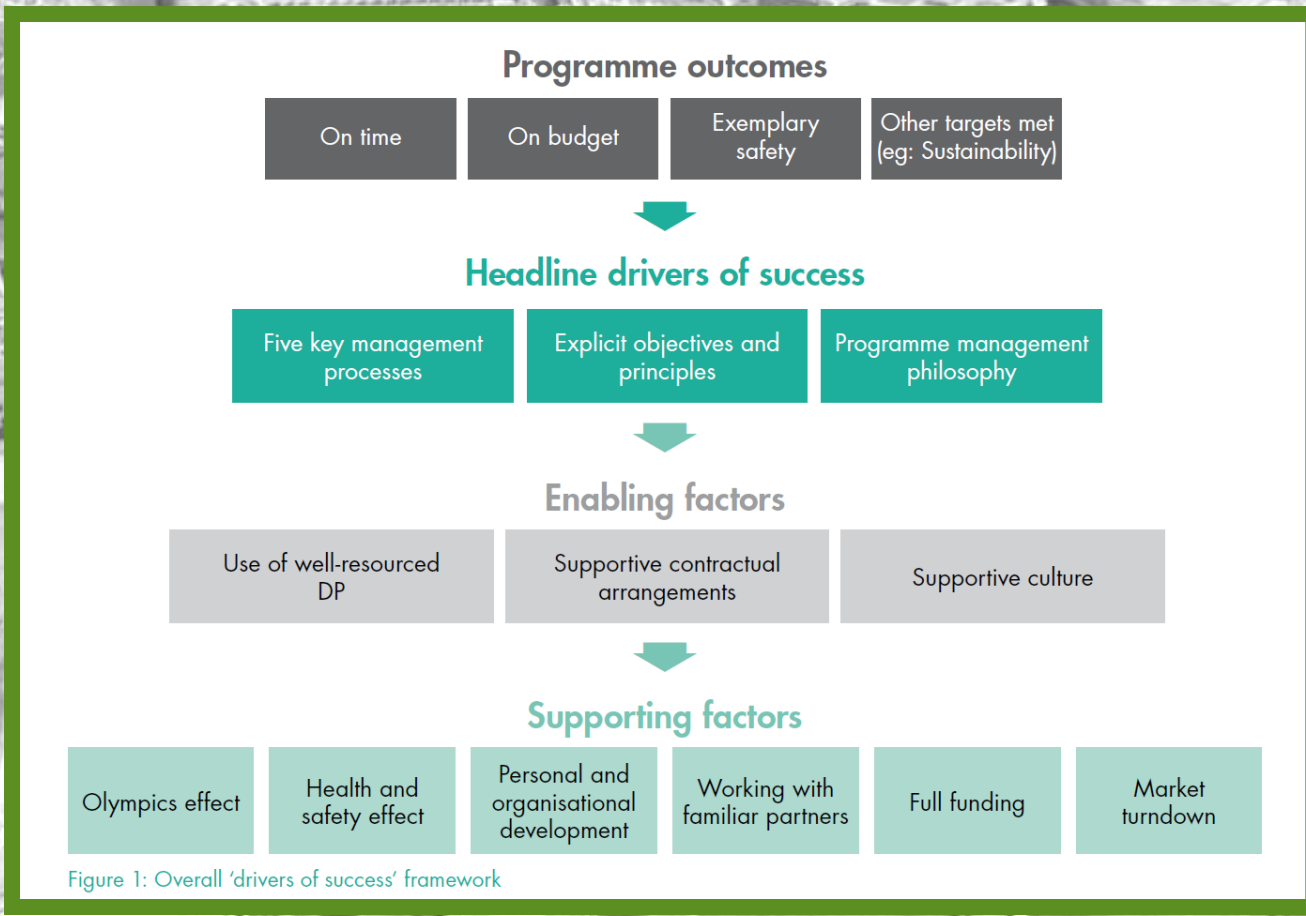 Programme outcomes
On time
On budget
Exemplary
safety
Other targets met
(eg: Sustainability)
Headline drivers of success
Five key management
processes
Explicit objectives and
principles
Programme management
philosophy
Enabling factors
Use of well-resourced
DP
Supportive contractual
arrangements
Supportive culture
Supporting factors
Olympics effect
Health and
safety effect
Personal and
organisational
development
Working with
familiar partners
Full funding
Market
turndown
Figure 1: Overall ‘drivers of success’ framework